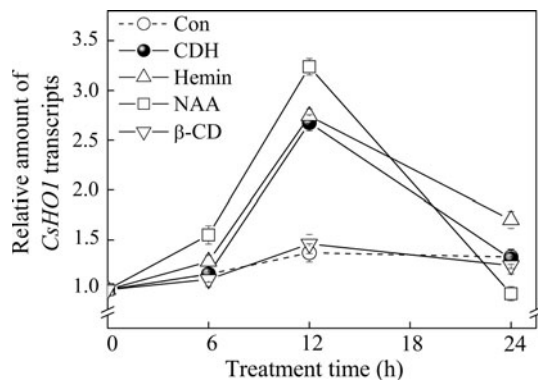 Relative amount of
CsHO1 transcripts
3.5
3.0
2.5
2.0
1.5
1.0
Con
CDH
Hemin
NAA
β-CD
0
6
12
18
24
Treatment time (h)